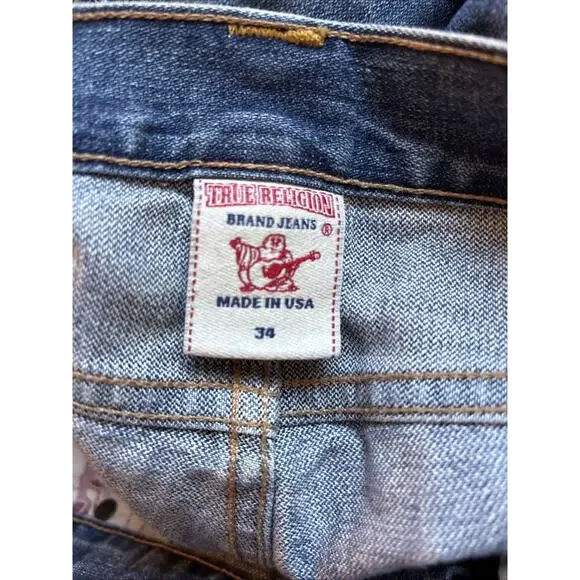 TRUE RELIGION
BRAND JEANS
®
MADE IN USA
34